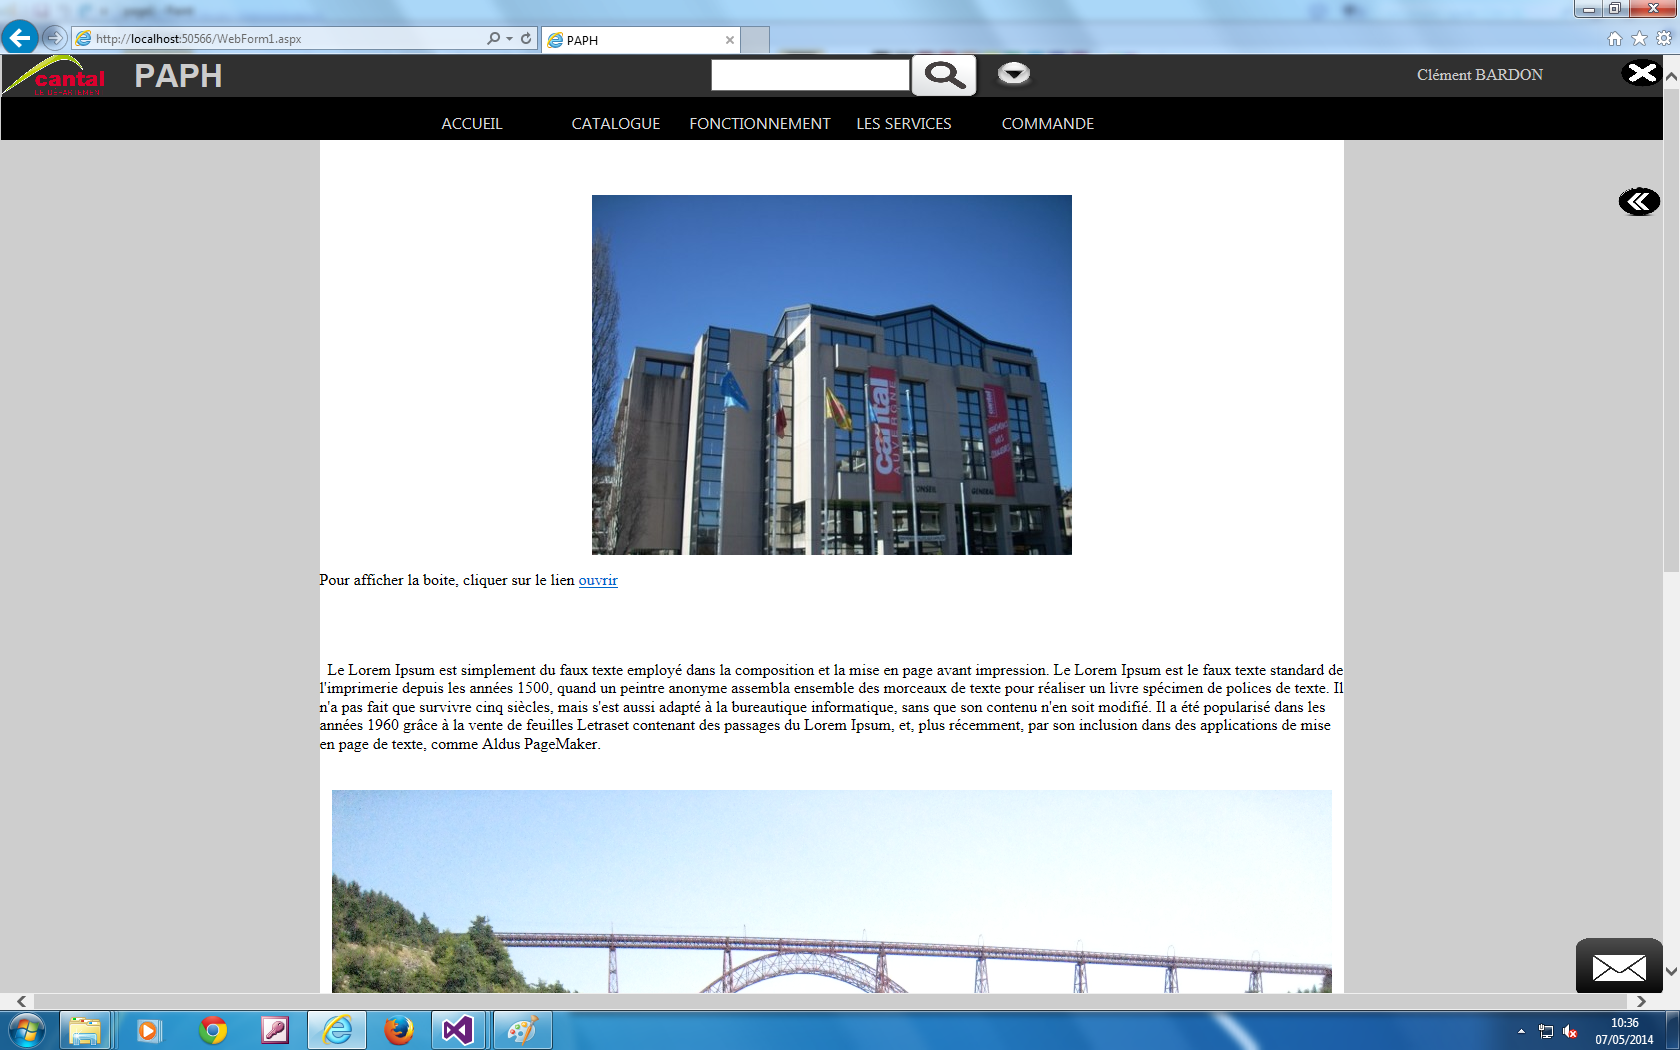 http://localhost:50566/WebForm1.aspx
PAPH
cantal
PAPH
Clément BARDON
ACCUEIL CATALOGUE FONCTIONNEMENT LES SERVICES COMMANDE
cantal
AUVERGNE
CONSEIL GENERAL
Pour afficher la boite, cliquer sur le lien ouvrir
Le Lorem Ipsum est simplement du faux texte employé dans la composition et la mise en page avant impression. Le Lorem Ipsum est le faux texte standard de
l'imprimerie depuis les années 1500, quand un peintre anonyme assembla ensemble des morceaux de texte pour réaliser un livre spécimen de polices de texte. Il
n'a pas fait que survivre cinq siècles, mais s'est aussi adapté à la bureautique informatique, sans que son contenu n'en soit modifié. Il a été popularisé dans les
années 1960 grâce à la vente de feuilles Letraset contenant des passages du Lorem Ipsum, et, plus récemment, par son inclusion dans des applications de mise
en page de texte, comme Aldus PageMaker.
10:36
07/05/2014